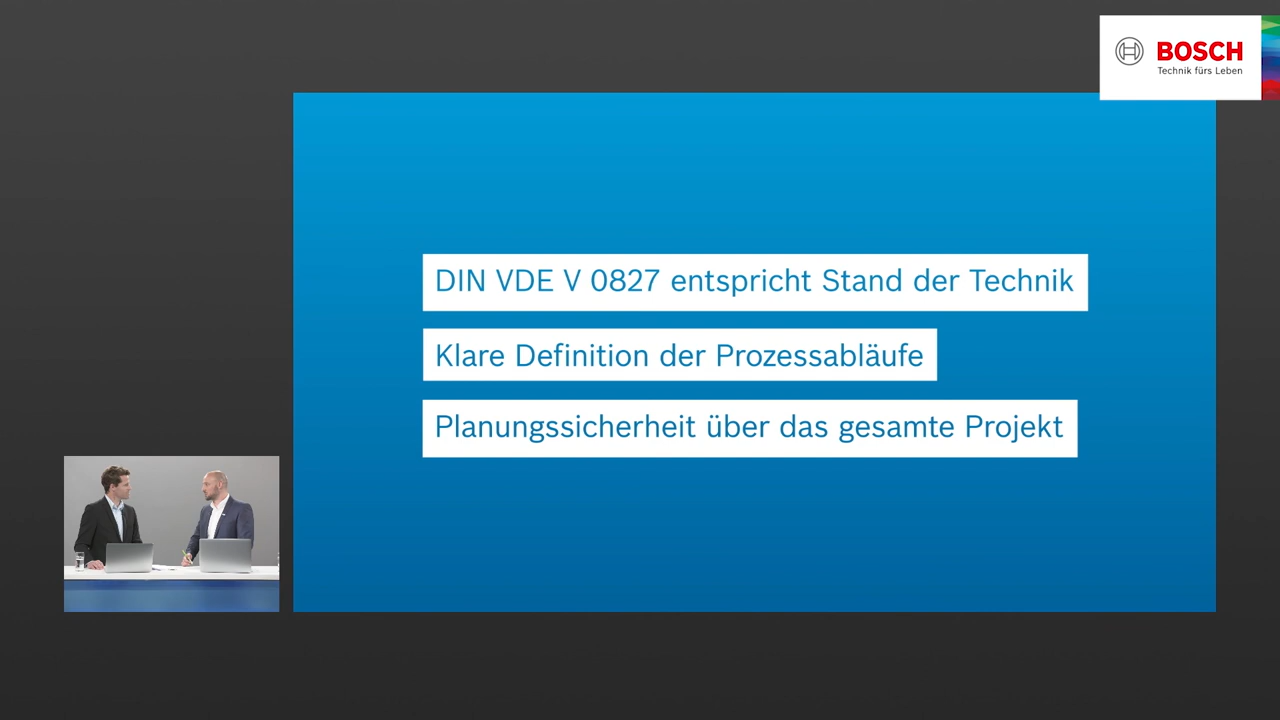 BOSCH
Technik fürs Leben
DIN VDE V 0827 entspricht Stand der Technik
Klare Definition der Prozessabläufe
Planungssicherheit über das gesamte Projekt